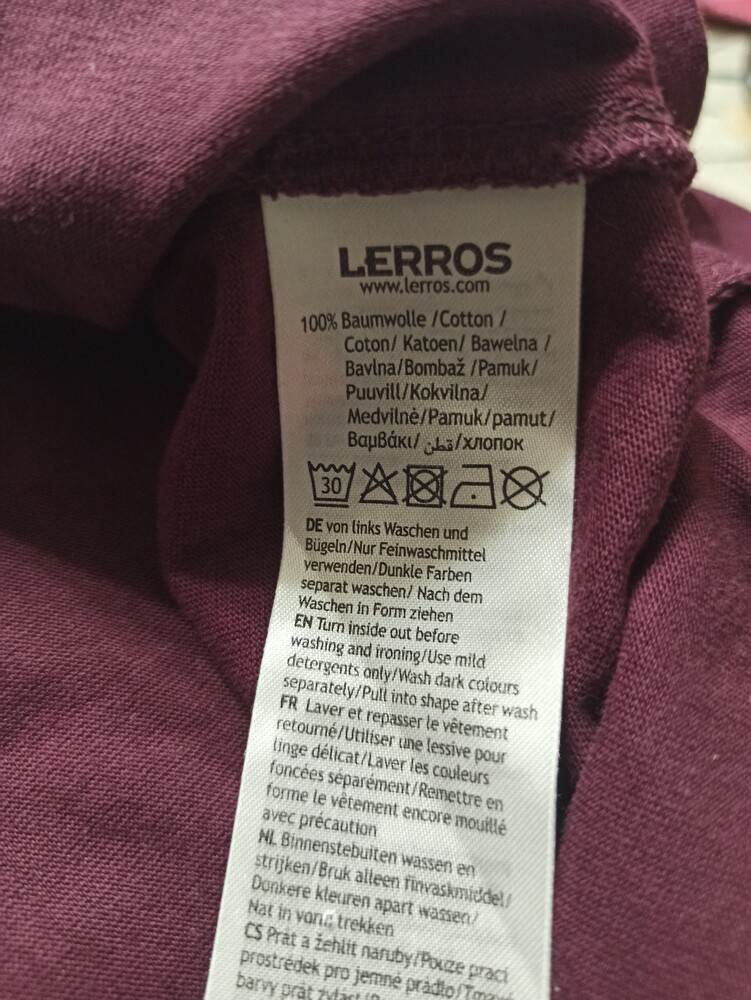 LERROS
www.lerros.com
100% Baumwolle /Cotton /
Coton/ Katoen/ Bawełna /
Bavlna/Bombaž /Pamuk/
Puuvill/Kokvilna/
Medvilnė/Pamuk/pamut/
Βαμβάκι/ قطن/хлопок
30
DE von links Waschen und
Bügeln/Nur Feinwaschmittel
verwenden/Dunkle Farben
separat waschen/ Nach dem
Waschen in Form ziehen
EN Turn inside out before
washing and ironing/Use mild
detergents only/Wash dark colours
separately/Pull into shape after wash
FR Laver et repasser le vêtement
retourné/Utiliser une lessive pour
linge délicat/Laver les couleurs
foncées séparément/Remettre en
forme le vêtement encore mouillé
avec précaution
NL Binnenstebuiten wassen en
strijken/Bruk alleen finvaskmiddel/
Donkere kleuren apart wassen/
Nat in vorm trekken
CS Prát a žehlit naruby/Pouze prací
prostředek pro jemné prádlo/
barvy prát